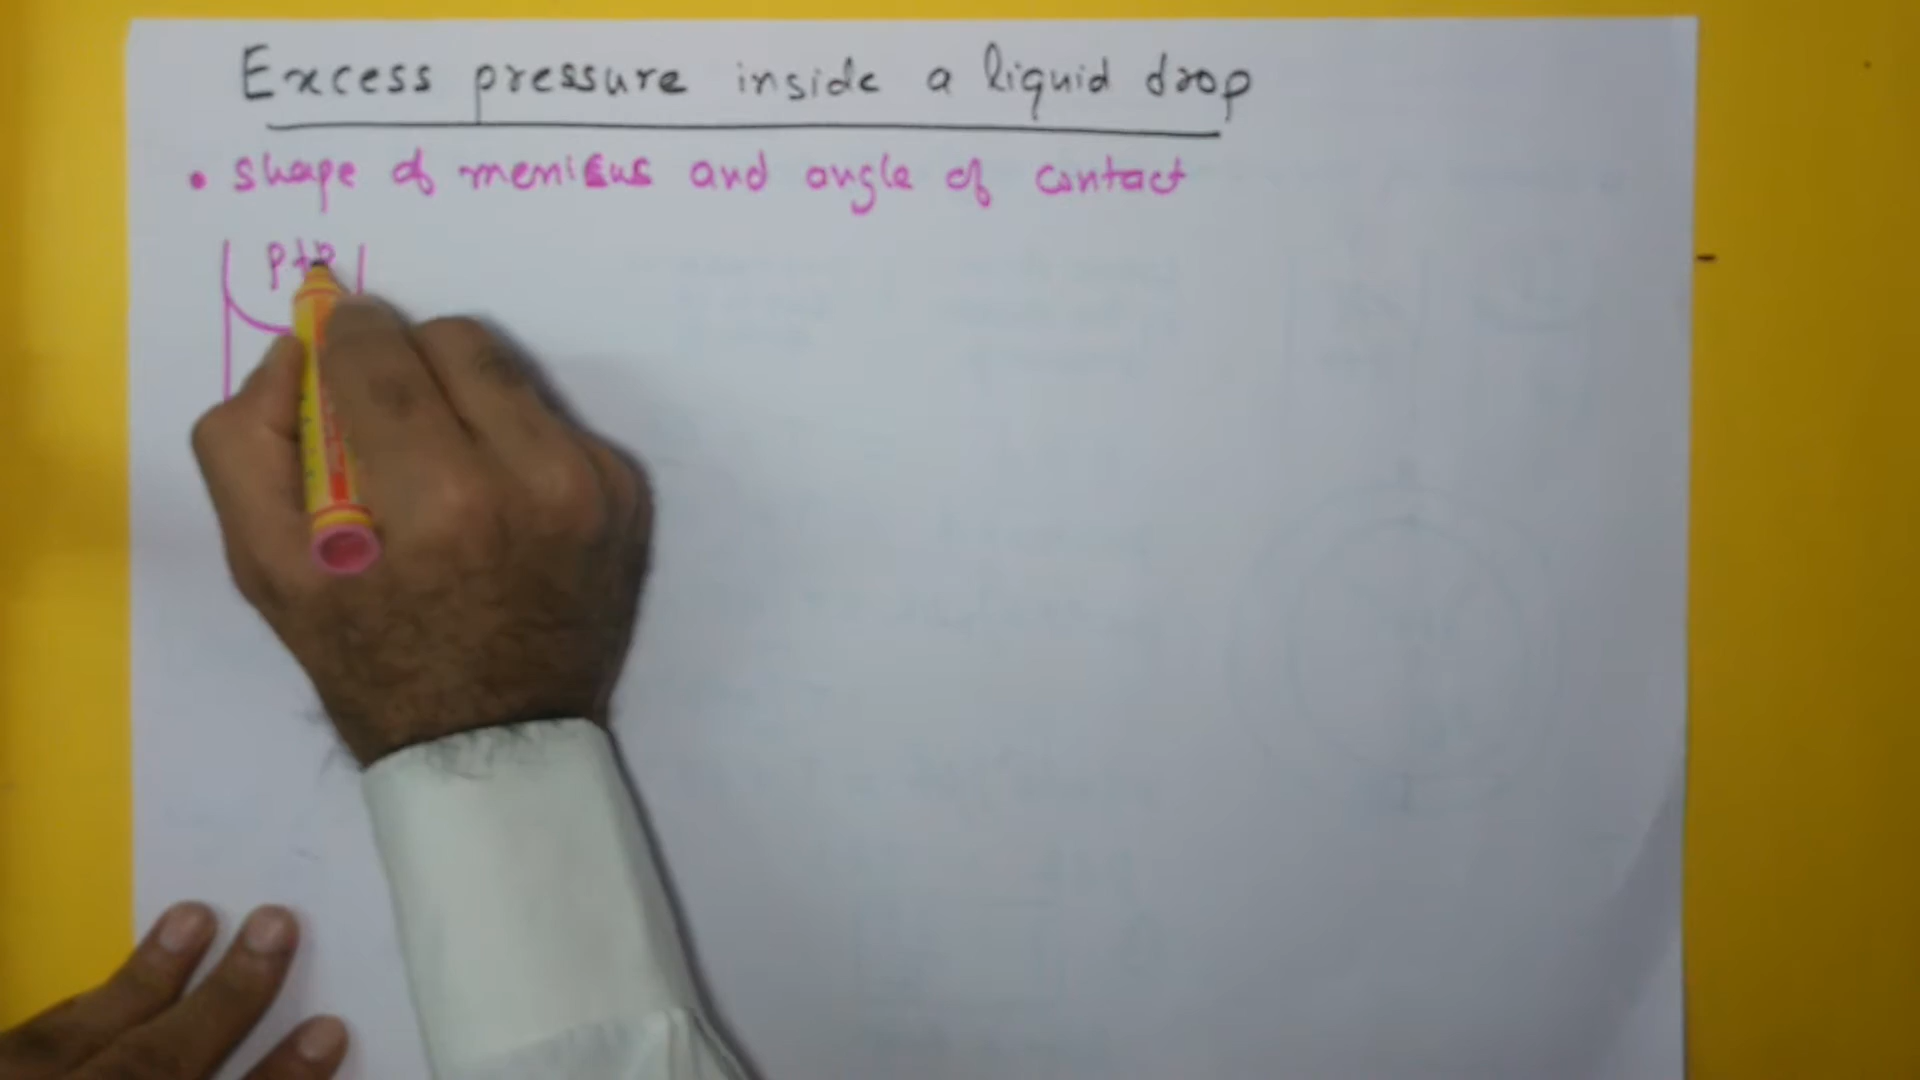 Excess pressure inside a liquid drop
• shape of meniscus and angle of contact